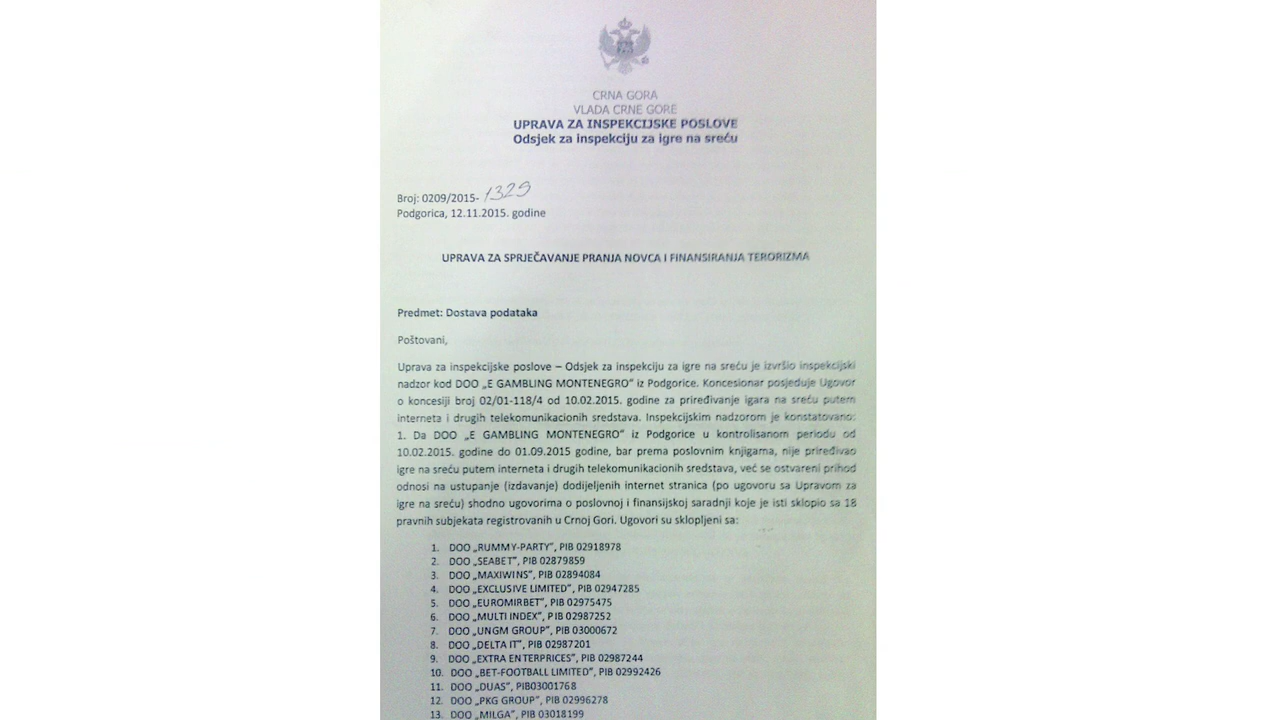 CRNA GORA
VLADA CRNE GORE
UPRAVA ZA INSPEKCIJSKE POSLOVE
Odsjek za inspekciju za igre na sreću
Broj: 0209/2015- 1329
Podgorica, 12.11.2015. godine
UPRAVA ZA SPRJEČAVANJE PRANJA NOVCA I FINANSIRANJA TERORIZMA
Predmet: Dostava podataka
Poštovani,
Uprava za inspekcijske poslove – Odsjek za inspekciju za igre na sreću je izvršio inspekcijski
nadzor kod DOO „E GAMBLING MONTENEGRO" iz Podgorice. Koncesionar posjeduje Ugovor
o koncesiji broj 02/01-118/4 od 10.02.2015. godine za priređivanje igara na sreću putem
interneta i drugih telekomunikacionih sredstava. Inspekcijskim nadzorom je konstatovano:
1. Da DOO „E GAMBLING MONTENEGRO" iz Podgorice u kontrolisanom periodu od
10.02.2015. godine do 01.09.2015 godine, bar prema poslovnim knjigama, nije priređivao
igre na sreću putem interneta i drugih telekomunikacionih sredstava, već se ostvareni prihod
odnosi na ustupanje (izdavanje) dodijeljenih internet stranica (po ugovoru sa Upravom za
igre na sreću) shodno ugovorima o poslovnoj i finansijskoj saradnji koje je isti sklopio sa 18
pravnih subjekata registrovanih u Crnoj Gori. Ugovori su sklopljeni sa:
1. DOO „RUMMY-PARTY", PIB 02918978
2. DOO „SEABET", PIB 02879859
3. DOO „MAXIWINS", PIB 02894084
4. DOO „EXCLUSIVE LIMITED", PIB 02947285
5. DOO „EUROMIRBET", PIB 02975475
6. DOO „MULTI INDEX", PIB 02987252
7. DOO „UNGM GROUP", PIB 03000672
8. DOO „DELTA IT", PIB 02987201
9. DOO „EXTRA ENTERPRICES", PIB 02987244
10. DOO „BET-FOOTBALL LIMITED", PIB 02992426
11. DOO „DUAS", PIB03001768
12. DOO „PKG GROUP", PIB 02996278
13. DOO „MILGA", PIB 03018199